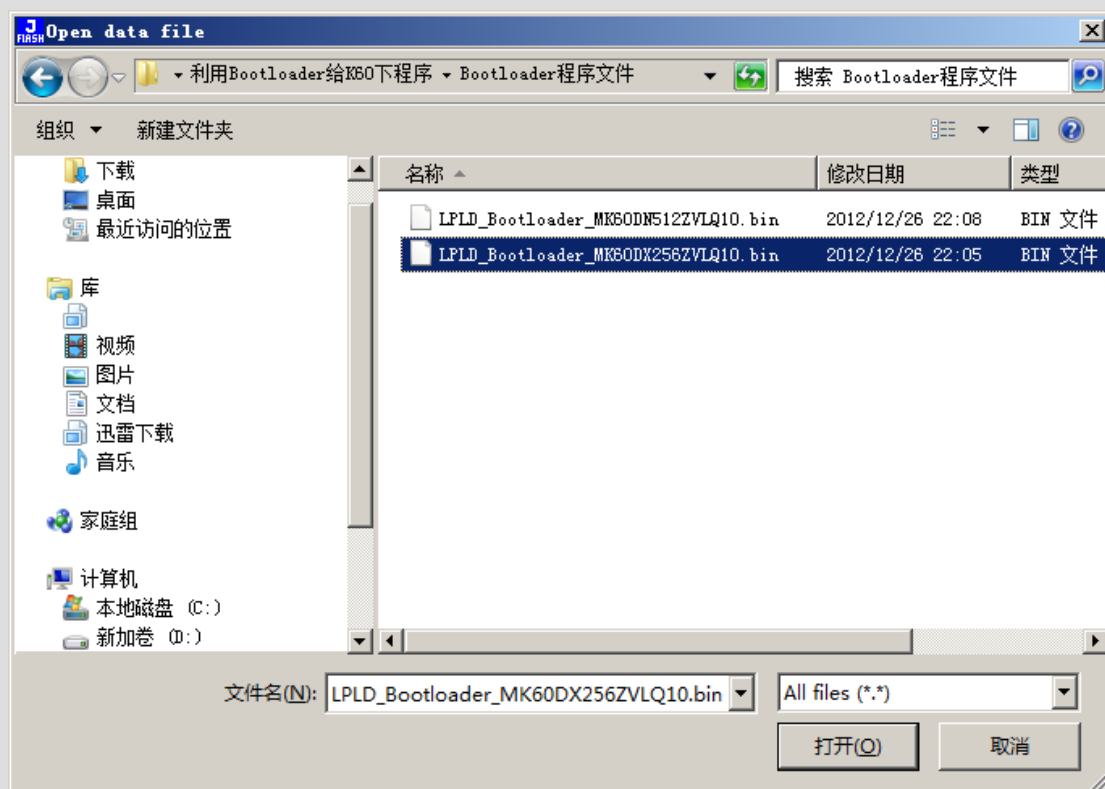 J FLASH Open data file
利用Bootloader给K60下程序 Bootloader程序文件 搜索 Bootloader程序文件
组织 新建文件夹
下载
桌面
最近访问的位置
库
视频
图片
文档
迅雷下载
音乐
家庭组
计算机
本地磁盘 (C:)
新加卷 (D:)
名称 修改日期 类型
LPLD_Bootloader_MK60DN512ZVLQ10.bin 2012/12/26 22:08 BIN 文件
LPLD_Bootloader_MK60DX256ZVLQ10.bin 2012/12/26 22:05 BIN 文件
文件名(N): LPLD_Bootloader_MK60DX256ZVLQ10.bin All files (*.*)
打开(O) 取消